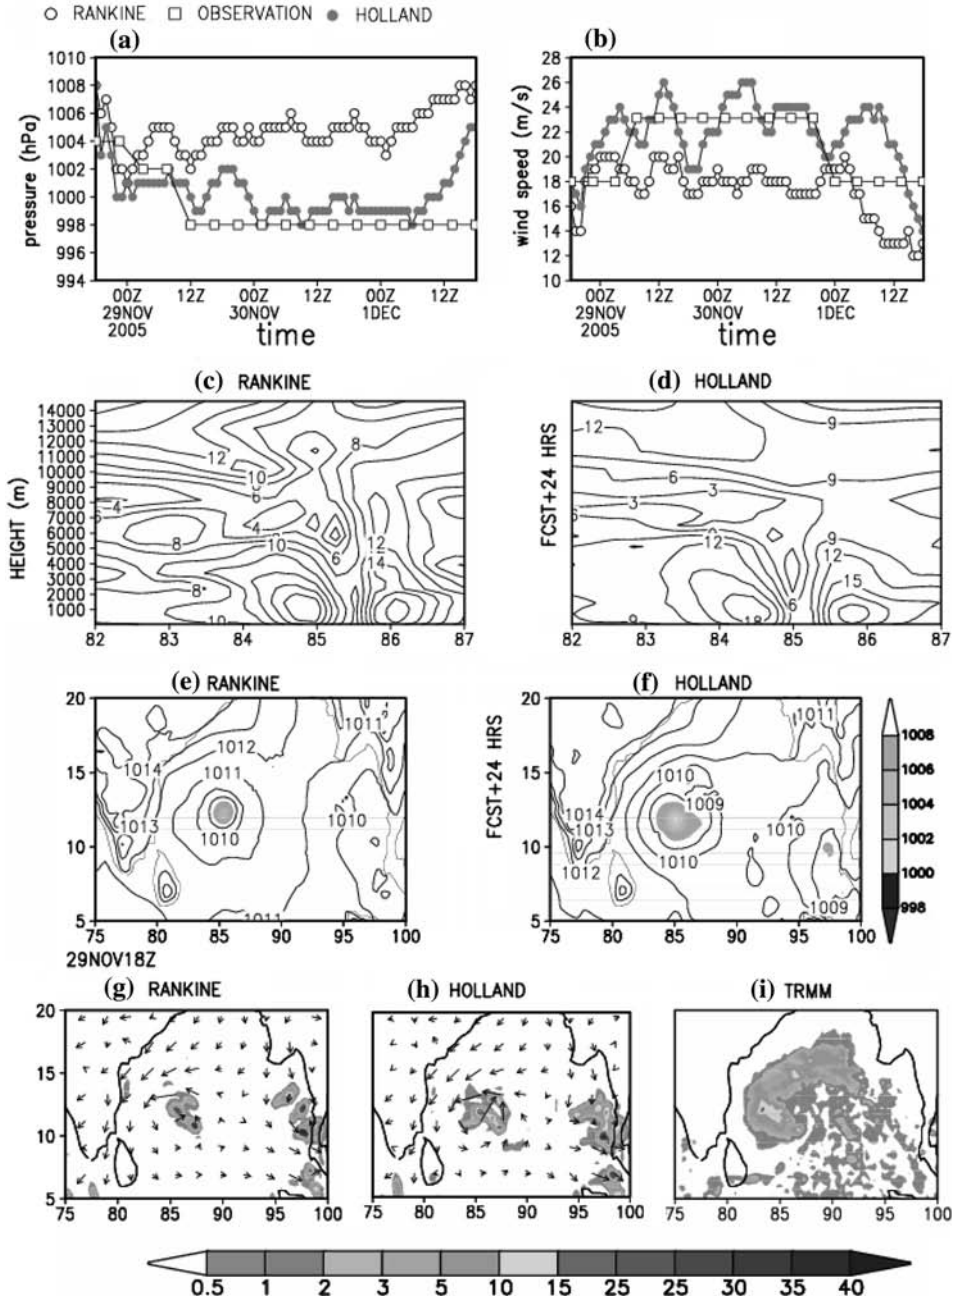 RANKINE OBSERVATION HOLLAND
(a) (b)
1010
1008
1006
1004
1002
1000
998
996
994
pressure (hPa)
00Z 12Z 00Z 12Z 00Z 12Z
29NOV 30NOV 1DEC
2005
time
28
26
24
22
20
18
16
14
12
10
wind speed (m/s)
00Z 12Z 00Z 12Z 00Z 12Z
29NOV 30NOV 1DEC
2005
time
(c) RANKINE
14000
13000
12000
11000
10000
9000
8000
7000
6000
5000
4000
3000
2000
1000
HEIGHT (m)
12 8
10
6
4
4
8 10 12
6 14
8
10
82 83 84 85 86 87
(d) HOLLAND
FCST+24 HRS
12 9
6 9
3 3
6
12 9
12
15
6
9 18
82 83 84 85 86 87
(e) RANKINE
20
15
10
5
1011
1012
1014 1011
1013 1010
1010
1011
75 80 85 90 95 100
29NOV18Z
(f) HOLLAND
FCST+24 HRS
20
15
10
5
1011
1010
1009
1014
1013 1010
1012 1010
1009
75 80 85 90 95 100
1008
1006
1004
1002
1000
998
(g) RANKINE
20
15
10
5
75 80 85 90 95 100
(h) HOLLAND
75 80 85 90 95 100
(i) TRMM
75 80 85 90 95 100
0.5 1 2 3 5 10 15 25 25 30 35 40